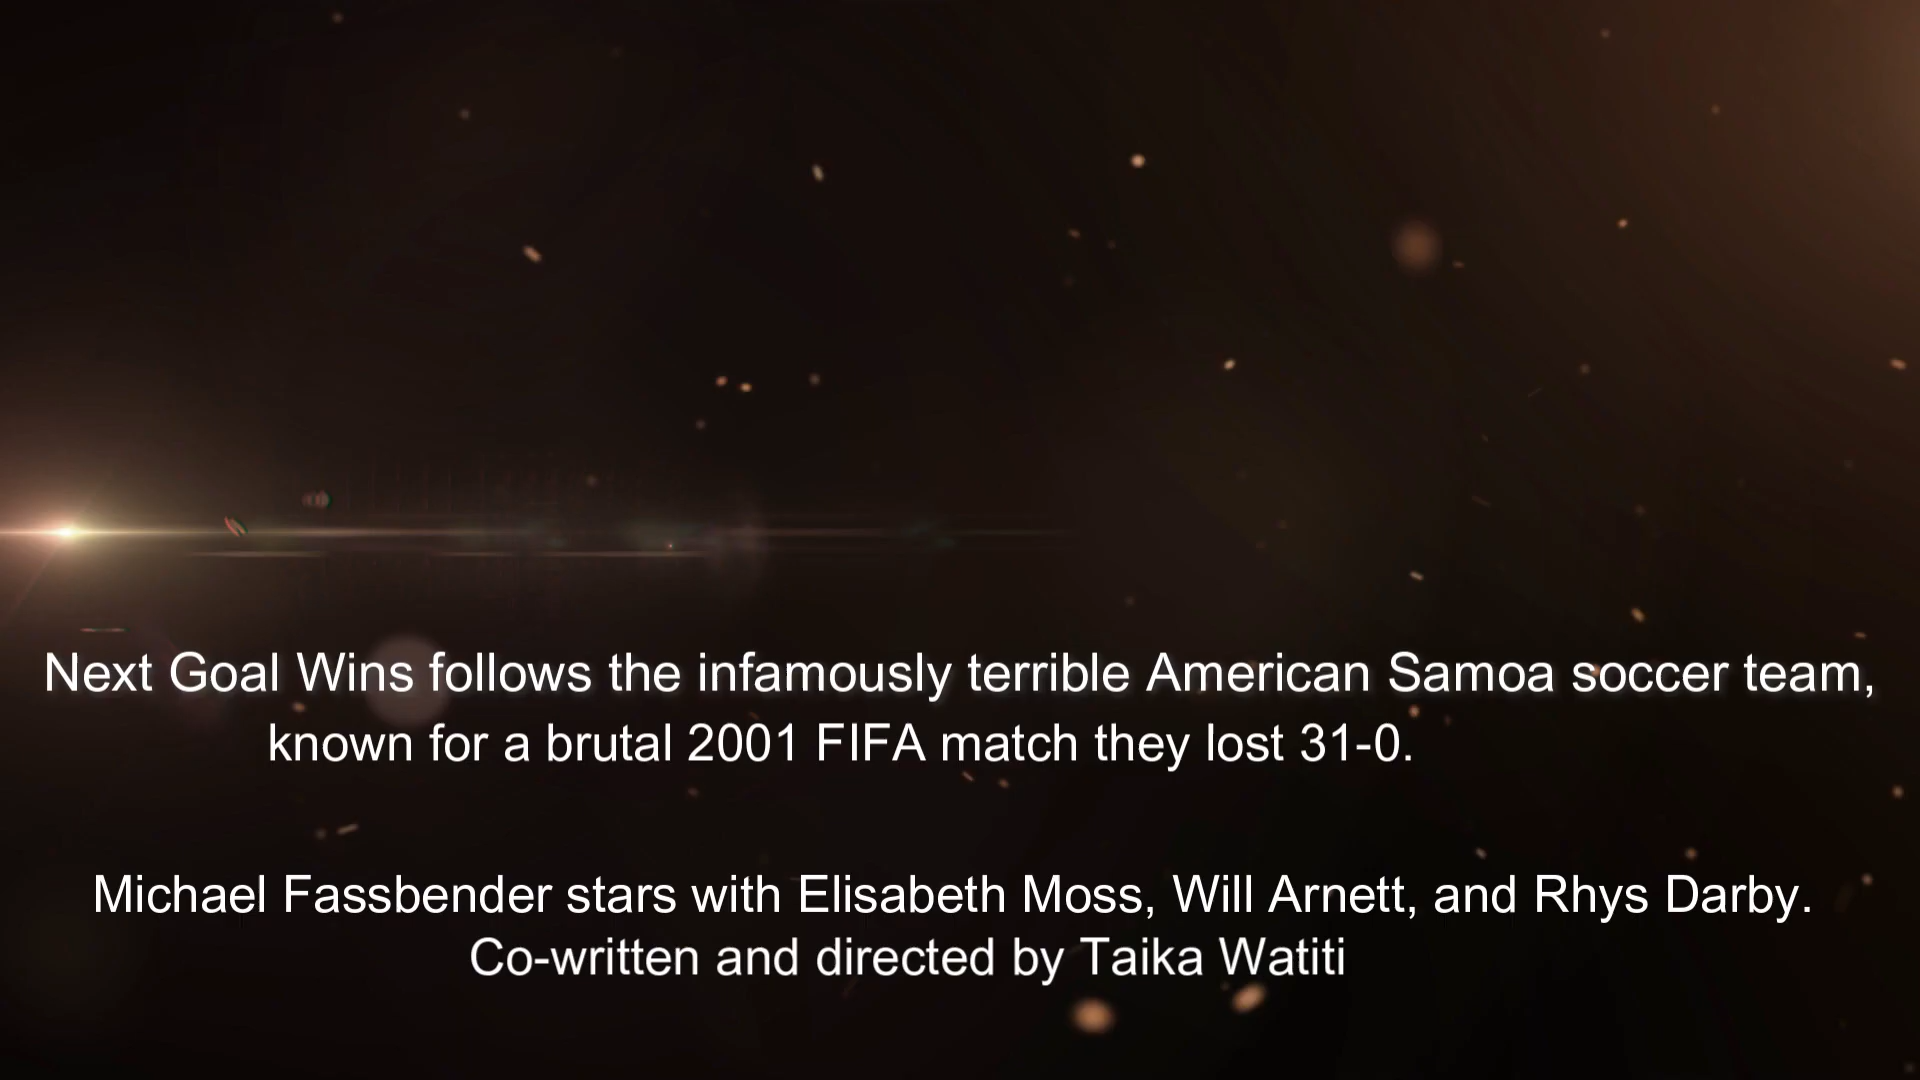 Next Goal Wins follows the infamously terrible American Samoa soccer team,
known for a brutal 2001 FIFA match they lost 31-0.
Michael Fassbender stars with Elisabeth Moss, Will Arnett, and Rhys Darby.
Co-written and directed by Taika Watiti